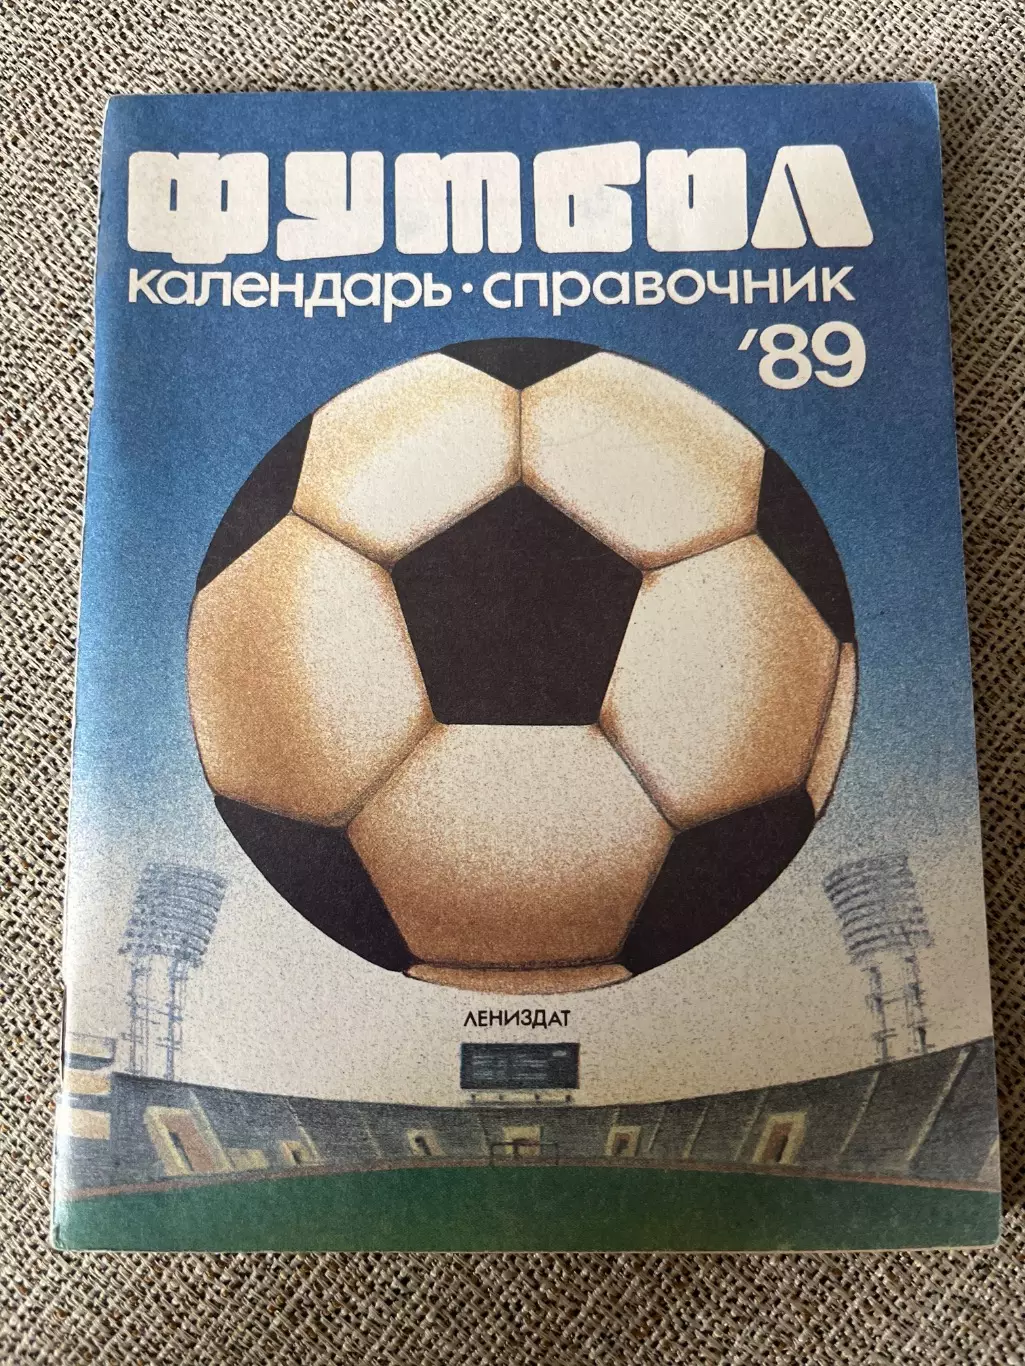 ФУТБОЛ
календарь·справочник
'89
ЛЕНИЗДАТ